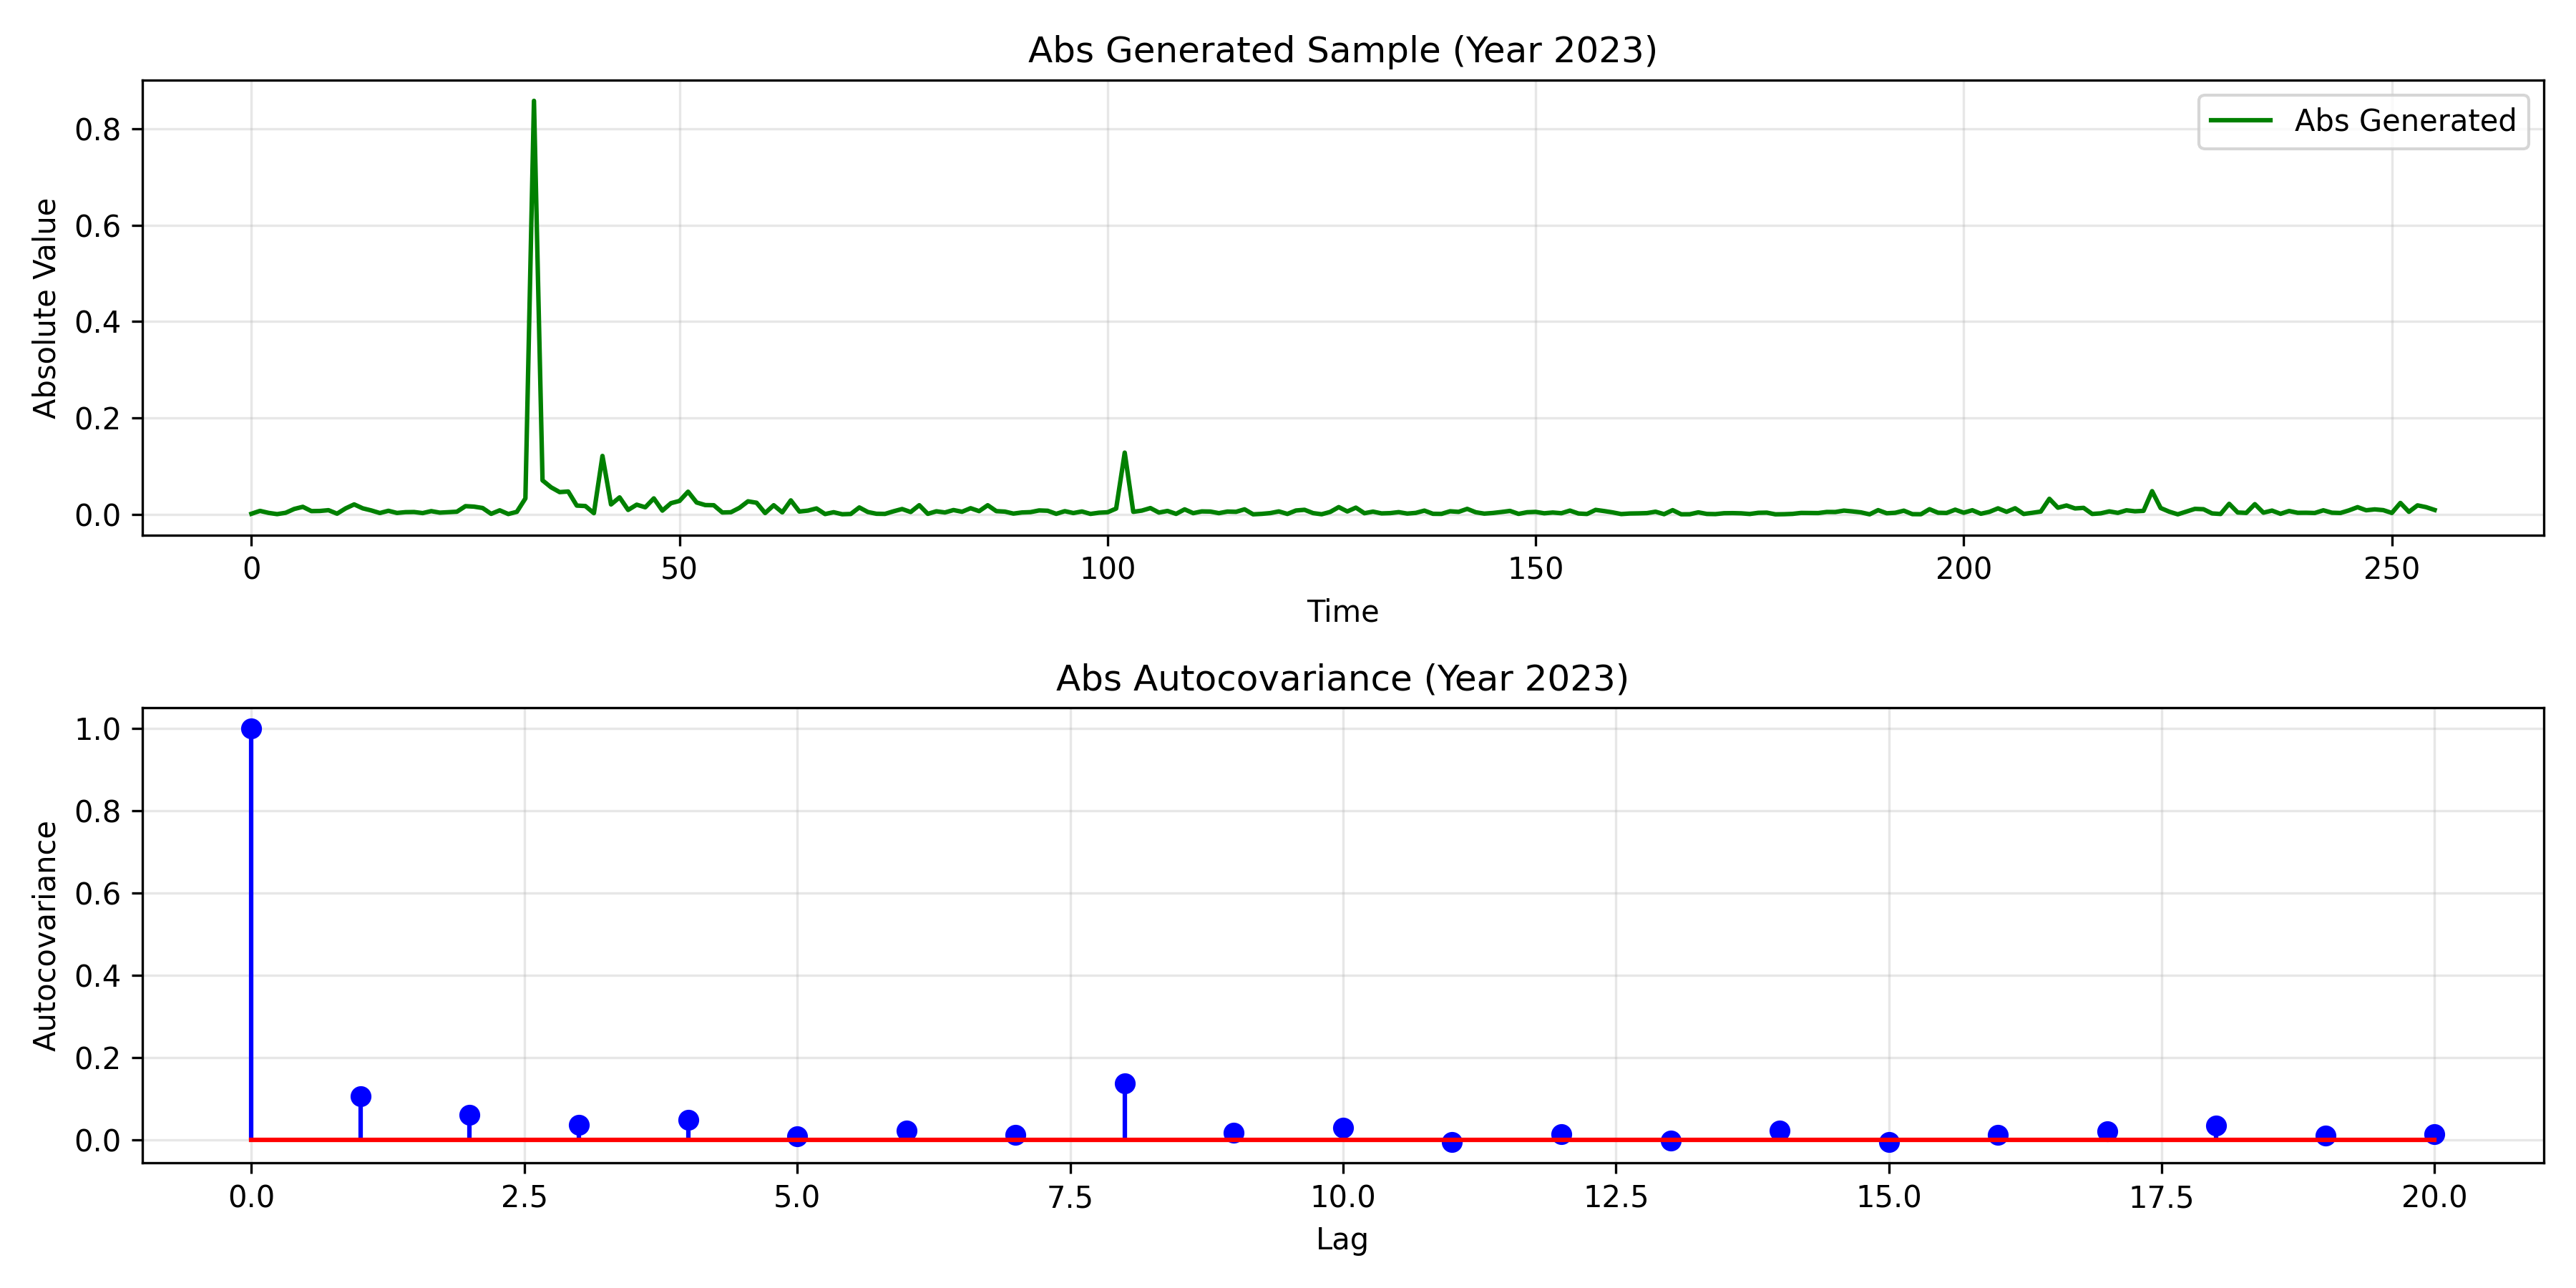 Abs Generated Sample (Year 2023)
Absolute Value
0.8
0.6
0.4
0.2
0.0
Abs Generated
0 50 100 150 200 250
Time
Abs Autocovariance (Year 2023)
Autocovariance
1.0
0.8
0.6
0.4
0.2
0.0
0.0 2.5 5.0 7.5 10.0 12.5 15.0 17.5 20.0
Lag